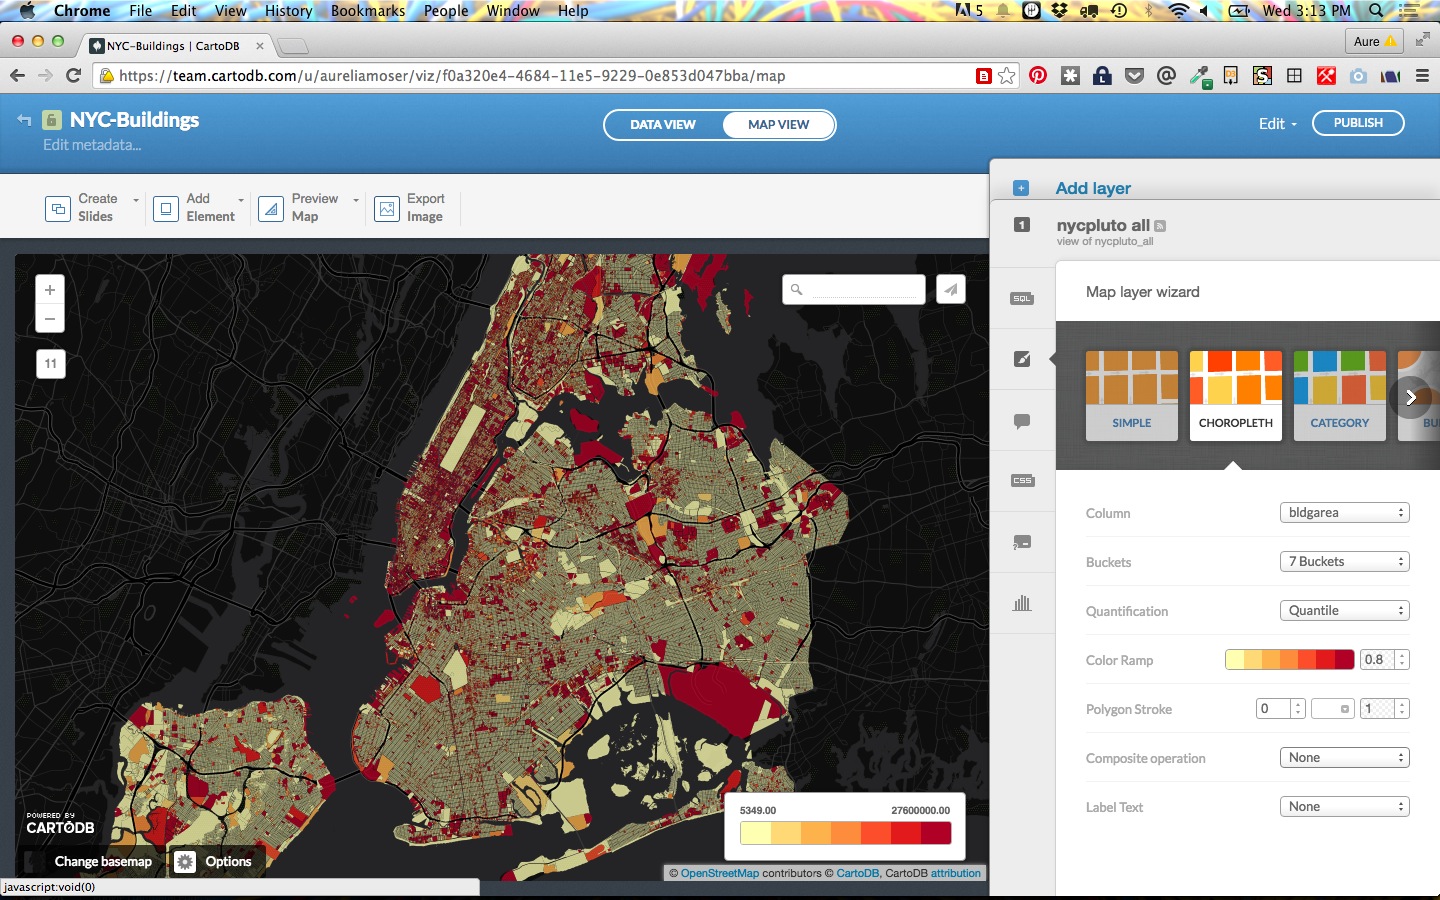 Chrome File Edit View History Bookmarks People Window Help 5 Wed 3:13 PM
NYC-Buildings | CartoDB × Aure
https://team.cartodb.com/u/aureliamoser/viz/f0a320e4-4684-11e5-9229-0e853d047bba/map
NYC-Buildings
Edit metadata...
DATA VIEW MAP VIEW
Edit PUBLISH
Create Slides
Add Element
Preview Map
Export Image
Add layer
1 nycpluto all
view of nycpluto_all
SQL
CSS
Map layer wizard
SIMPLE CHOROPLETH CATEGORY BU
Column bldgarea
Buckets 7 Buckets
Quantification Quantile
Color Ramp 0.8
Polygon Stroke 0 1
Composite operation None
Label Text None
+
−
11
5349.00 27600000.00
POWERED BY
CARTODB
Change basemap Options
© OpenStreetMap contributors © CartoDB, CartoDB attribution
javascript:void(0)